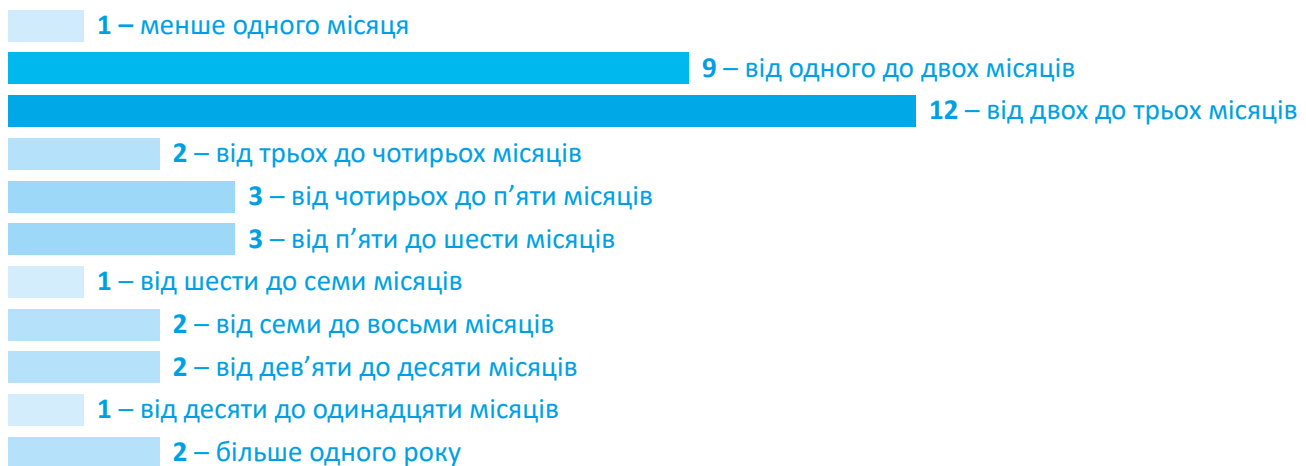 1 – менше одного місяця
9 – від одного до двох місяців
12 – від двох до трьох місяців
2 – від трьох до чотирьох місяців
3 – від чотирьох до п’яти місяців
3 – від п’яти до шести місяців
1 – від шести до семи місяців
2 – від семи до восьми місяців
2 – від дев’яти до десяти місяців
1 – від десяти до одинадцяти місяців
2 – більше одного року